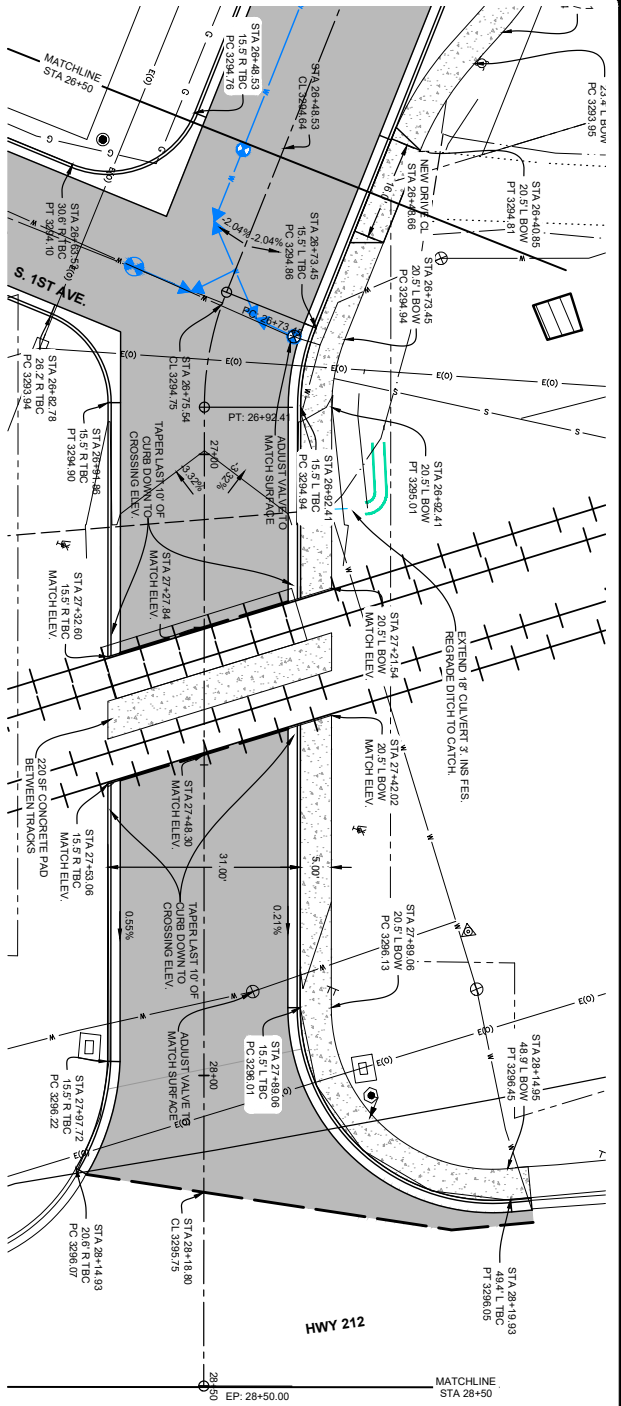 MATCHLINE
STA 26+50
STA 26+48.53
15.5' R TBC
PC 3294.76
STA 26+48.53
CL 3294.64
PC 3293.95
STA 26+40.85
20.5' L BOW
PT 3294.81
NEW DRIVE CL
STA 26+48.66
STA 26+73.45
15.5' L TBC
PC 3294.86
STA 26+73.45
20.5' L BOW
PC 3294.94
-2.04%
-2.04%
30.6' R TBC
PT 3294.10
S. 1ST AVE.
STA 26+82.78
26.2' R TBC
PC 3293.94
STA 26+91.86
15.5' R TBC
PT 3294.90
STA 26+75.54
CL 3294.75
PT: 26+92.41
27+00
3.32%
3.32%
ADJUST VALVE TO
MATCH SURFACE
STA 26+92.41
15.5' L TBC
PC 3294.94
STA 26+92.41
20.5' L BOW
PT 3295.01
TAPER LAST 10' OF
CURB DOWN TO
CROSSING ELEV.
STA 27+27.84
MATCH ELEV.
STA 27+32.60
15.5' R TBC
MATCH ELEV.
STA 27+21.54
20.5' L BOW
MATCH ELEV.
EXTEND 18" CULVERT 3'. INS FES.
REGRADE DITCH TO CATCH.
STA 27+42.02
20.5' L BOW
MATCH ELEV.
220 SF CONCRETE PAD
BETWEEN TRACKS
STA 27+48.30
MATCH ELEV.
STA 27+53.06
15.5' R TBC
MATCH ELEV.
31.00'
5.00'
TAPER LAST 10' OF
CURB DOWN TO
CROSSING ELEV.
0.55%
0.21%
STA 27+89.06
20.5' L BOW
PC 3296.13
ADJUST VALVE TO
MATCH SURFACE
28+00
STA 27+89.06
15.5' L TBC
PC 3296.01
STA 27+97.72
15.5' R TBC
PC 3296.22
STA 28+14.95
48.9' L BOW
PT 3296.45
STA 28+14.93
20.6' R TBC
PC 3296.07
STA 28+18.80
CL 3295.75
STA 28+19.93
49.4' L TBC
PT 3296.05
HWY 212
28+50
EP: 28+50.00
MATCHLINE
STA 28+50